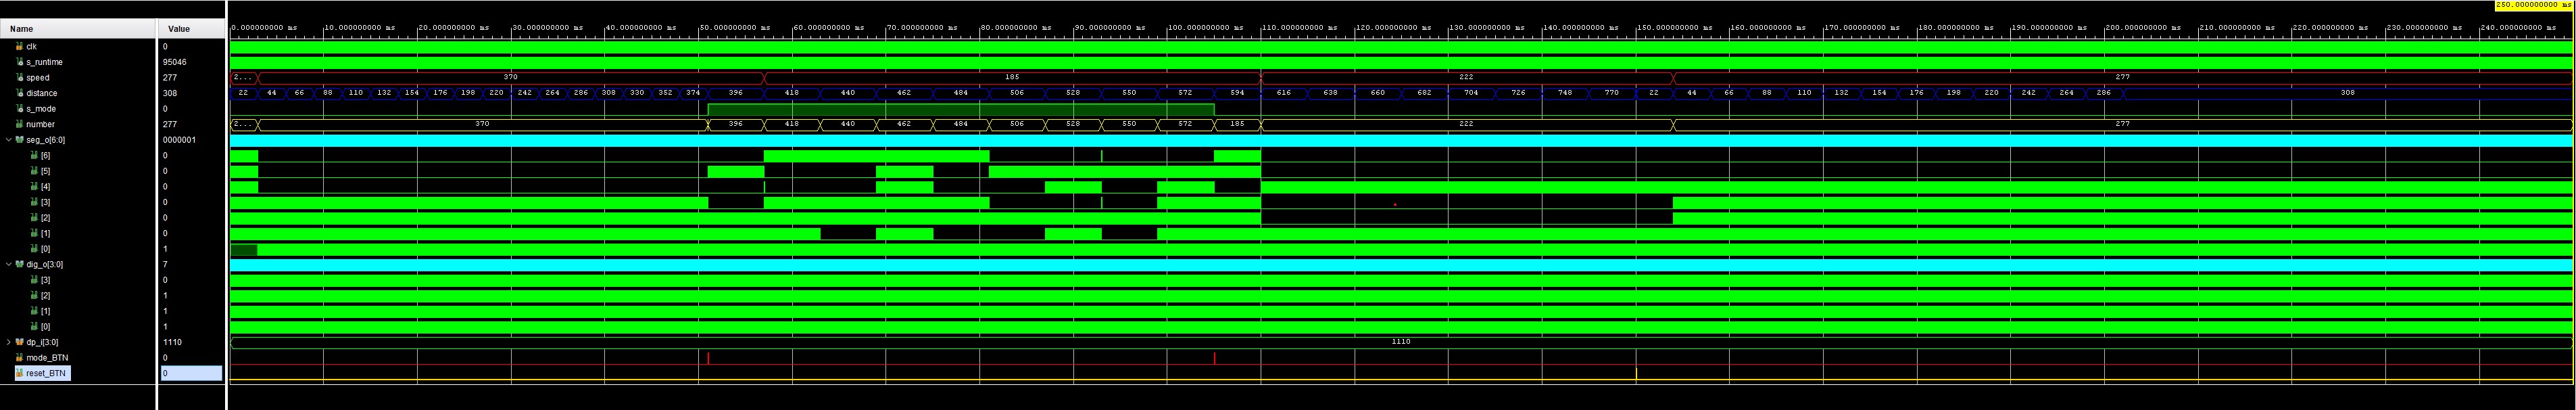 250.000000000 ms
Name Value 0.000000000 ms 10.000000000 ms 20.000000000 ms 30.000000000 ms 40.000000000 ms 50.000000000 ms 60.000000000 ms 70.000000000 ms 80.000000000 ms 90.000000000 ms 100.000000000 ms 110.000000000 ms 120.000000000 ms 130.000000000 ms 140.000000000 ms 150.000000000 ms 160.000000000 ms 170.000000000 ms 180.000000000 ms 190.000000000 ms 200.000000000 ms 210.000000000 ms 220.000000000 ms 230.000000000 ms 240.000000000 ms
clk 0
s_runtime 95046
speed 277 2... 370 185 222 277
distance 308 22 44 66 88 110 132 154 176 198 220 242 264 286 308 330 352 374 396 418 440 462 484 506 528 550 572 594 616 638 660 682 704 726 748 770 22 44 66 88 110 132 154 176 198 220 242 264 286 308
s_mode 0
number 277 2... 370 396 418 440 462 484 506 528 550 572 185 222 277
seg_o[6:0] 0000001
[6] 0
[5] 0
[4] 0
[3] 0
[2] 0
[1] 0
[0] 1
dig_o[3:0] 7
[3] 0
[2] 1
[1] 1
[0] 1
dp_i[3:0] 1110 1110
mode_BTN 0
reset_BTN 0